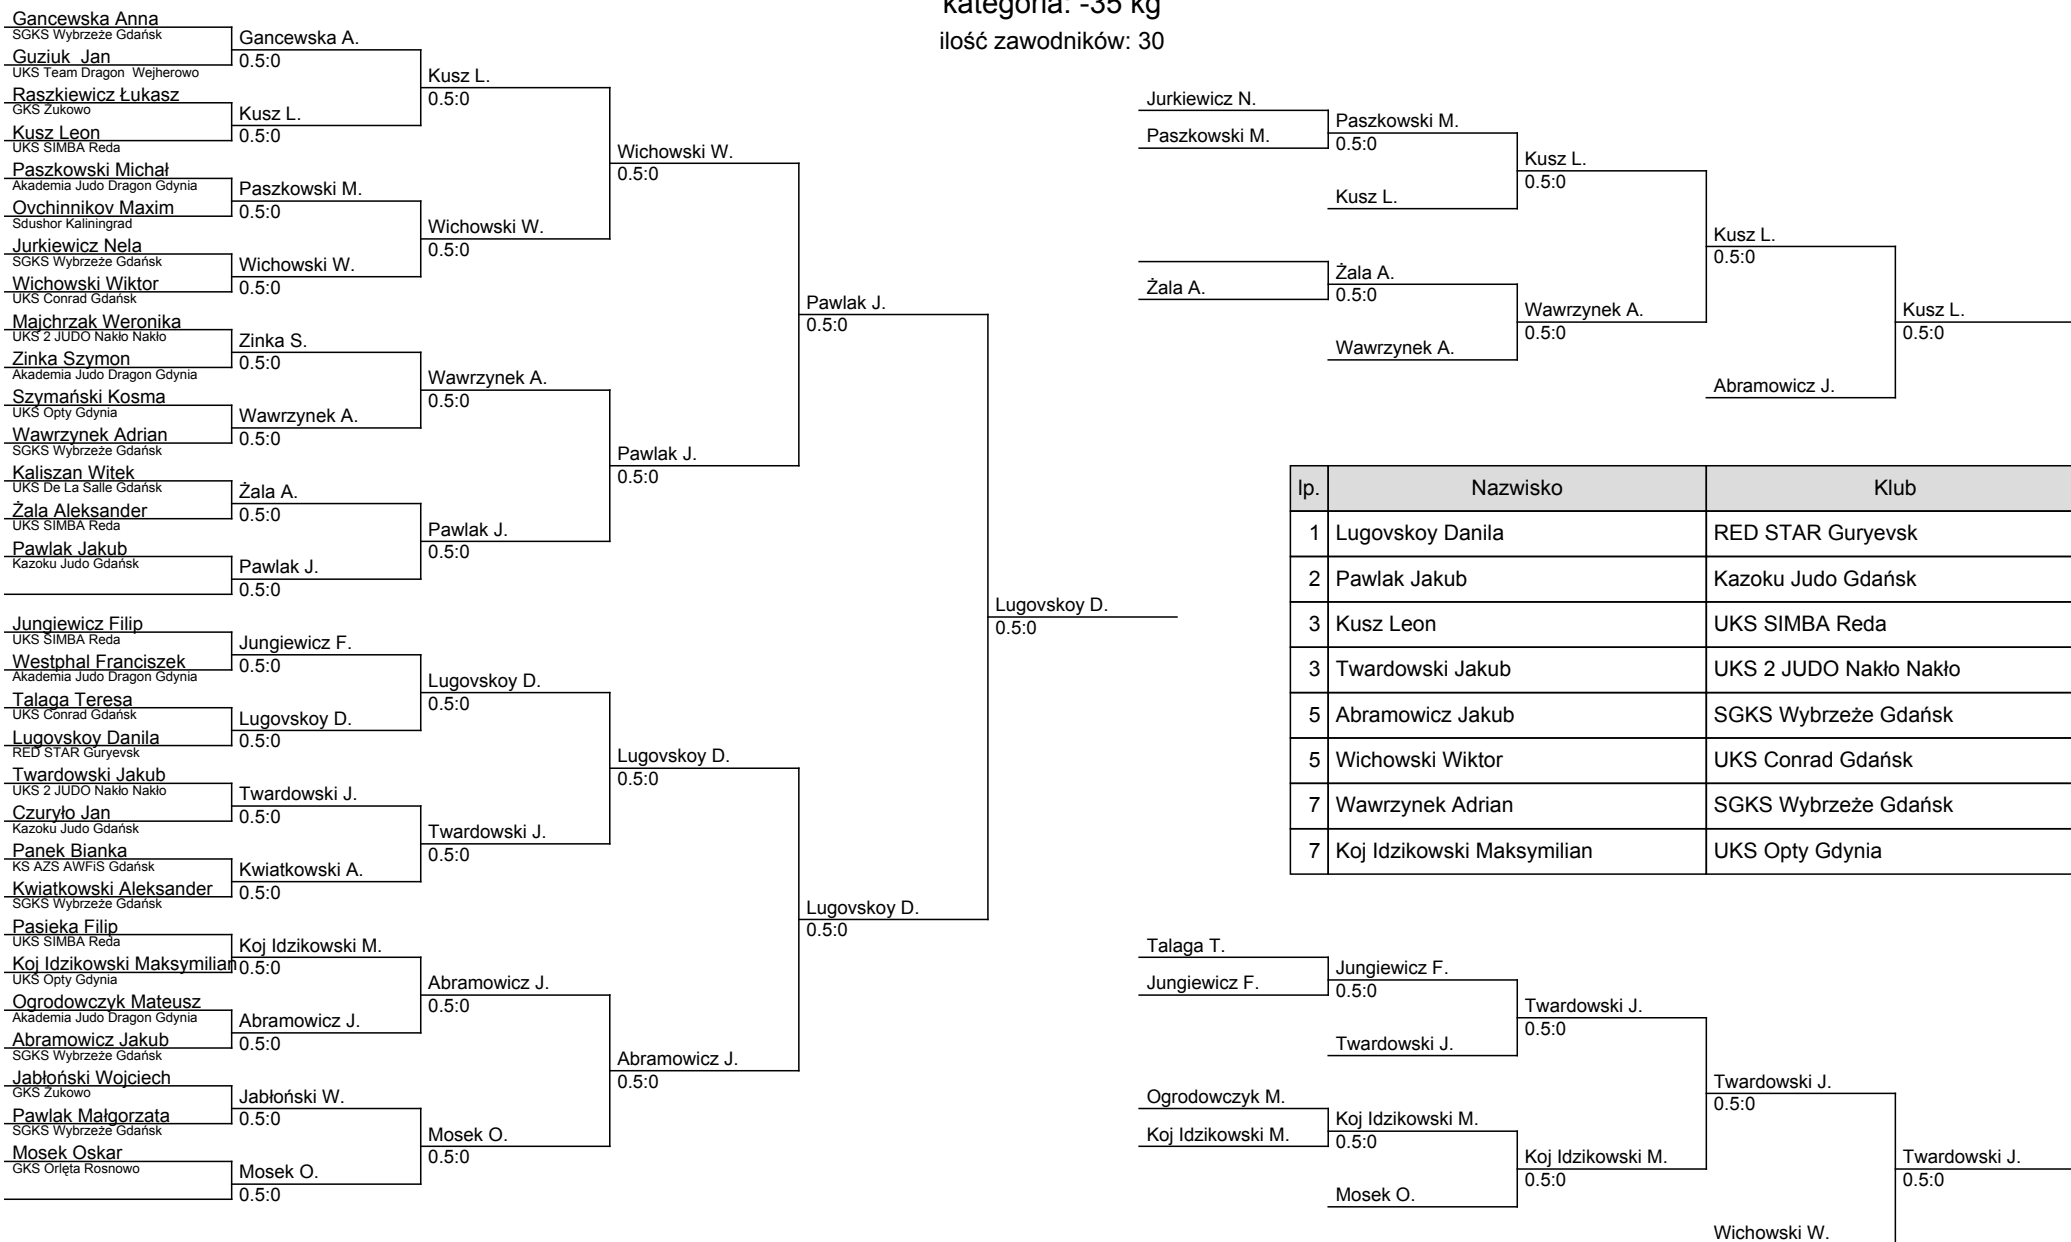 kategoria: -35 kg
ilość zawodników: 30
Gancewska Anna
SGKS Wybrzeże Gdańsk
Guziuk Jan
UKS Team Dragon Wejherowo
Raszkiewicz Łukasz
GKS Żukowo
Kusz Leon
UKS SIMBA Reda
Paszkowski Michał
Akademia Judo Dragon Gdynia
Ovchinnikov Maxim
Sdushor Kaliningrad
Jurkiewicz Nela
SGKS Wybrzeże Gdańsk
Wichowski Wiktor
UKS Conrad Gdańsk
Majchrzak Weronika
UKS 2 JUDO Nakło Nakło
Zinka Szymon
Akademia Judo Dragon Gdynia
Szymański Kosma
UKS Opty Gdynia
Wawrzynek Adrian
SGKS Wybrzeże Gdańsk
Kaliszan Witek
UKS De La Salle Gdańsk
Żala Aleksander
UKS SIMBA Reda
Pawlak Jakub
Kazoku Judo Gdańsk
Jungiewicz Filip
UKS SIMBA Reda
Westphal Franciszek
Akademia Judo Dragon Gdynia
Talaga Teresa
UKS Conrad Gdańsk
Lugovskoy Danila
RED STAR Guryevsk
Twardowski Jakub
UKS 2 JUDO Nakło Nakło
Czuryło Jan
Kazoku Judo Gdańsk
Panek Bianka
KS AZS AWFiS Gdańsk
Kwiatkowski Aleksander
SGKS Wybrzeże Gdańsk
Pasieka Filip
UKS SIMBA Reda
Koj Idzikowski Maksymilian
UKS Opty Gdynia
Ogrodowczyk Mateusz
Akademia Judo Dragon Gdynia
Abramowicz Jakub
SGKS Wybrzeże Gdańsk
Jabłoński Wojciech
GKS Żukowo
Pawlak Małgorzata
SGKS Wybrzeże Gdańsk
Mosek Oskar
GKS Orlęta Rosnowo
Gancewska A.
0.5:0
Kusz L.
0.5:0
Paszkowski M.
0.5:0
Wichowski W.
0.5:0
Zinka S.
0.5:0
Wawrzynek A.
0.5:0
Żala A.
0.5:0
Pawlak J.
0.5:0
Jungiewicz F.
0.5:0
Lugovskoy D.
0.5:0
Twardowski J.
0.5:0
Kwiatkowski A.
0.5:0
Koj Idzikowski M.
0.5:0
Abramowicz J.
0.5:0
Jabłoński W.
0.5:0
Mosek O.
0.5:0
Kusz L.
0.5:0
Wichowski W.
0.5:0
Wawrzynek A.
0.5:0
Pawlak J.
0.5:0
Lugovskoy D.
0.5:0
Twardowski J.
0.5:0
Abramowicz J.
0.5:0
Mosek O.
0.5:0
Wichowski W.
0.5:0
Pawlak J.
0.5:0
Lugovskoy D.
0.5:0
Abramowicz J.
0.5:0
Pawlak J.
0.5:0
Lugovskoy D.
0.5:0
Lugovskoy D.
0.5:0
Jurkiewicz N.
Paszkowski M.
Żala A.
Paszkowski M.
0.5:0
Kusz L.
Żala A.
0.5:0
Wawrzynek A.
Kusz L.
0.5:0
Wawrzynek A.
0.5:0
Kusz L.
0.5:0
Abramowicz J.
Kusz L.
0.5:0
lp. Nazwisko Klub
1 Lugovskoy Danila RED STAR Guryevsk
2 Pawlak Jakub Kazoku Judo Gdańsk
3 Kusz Leon UKS SIMBA Reda
3 Twardowski Jakub UKS 2 JUDO Nakło Nakło
5 Abramowicz Jakub SGKS Wybrzeże Gdańsk
5 Wichowski Wiktor UKS Conrad Gdańsk
7 Wawrzynek Adrian SGKS Wybrzeże Gdańsk
7 Koj Idzikowski Maksymilian UKS Opty Gdynia
Talaga T.
Jungiewicz F.
Ogrodowczyk M.
Koj Idzikowski M.
Jungiewicz F.
0.5:0
Twardowski J.
Koj Idzikowski M.
0.5:0
Mosek O.
Twardowski J.
0.5:0
Koj Idzikowski M.
0.5:0
Twardowski J.
0.5:0
Wichowski W.
Twardowski J.
0.5:0